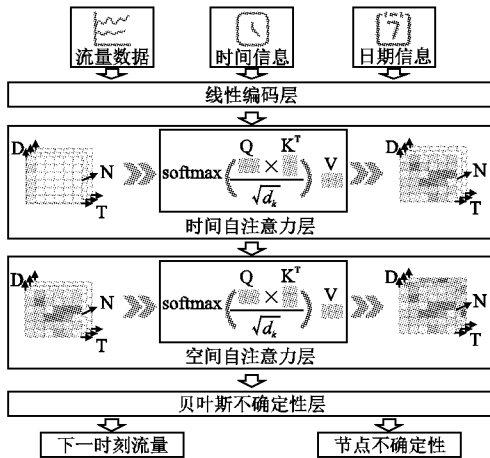 7
流量数据 时间信息 日期信息
线性编码层
D N T
softmax ( Q × K^T / √d_k ) V
D N T
时间自注意力层
D N T
softmax ( Q × K^T / √d_k ) V
D N T
空间自注意力层
贝叶斯不确定性层
下一时刻流量 节点不确定性